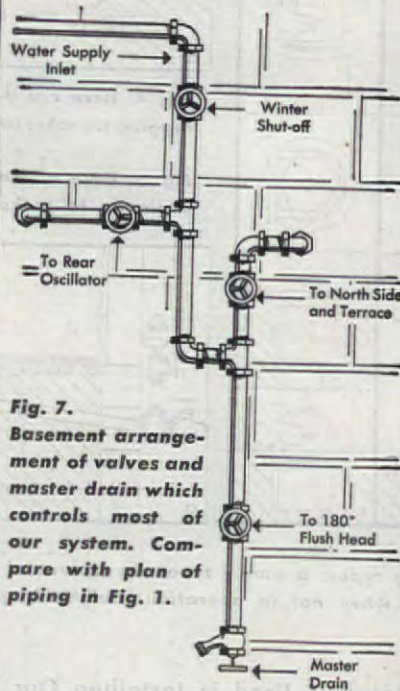 Water Supply
Inlet
Winter
Shut-off
To Rear
Oscillator
To North Side
and Terrace
Fig. 7.
Basement arrange-
ment of valves and
master drain which
controls most of
our system. Com-
pare with plan of
piping in Fig. 1.
To 180°
Flush Head
Master
Drain